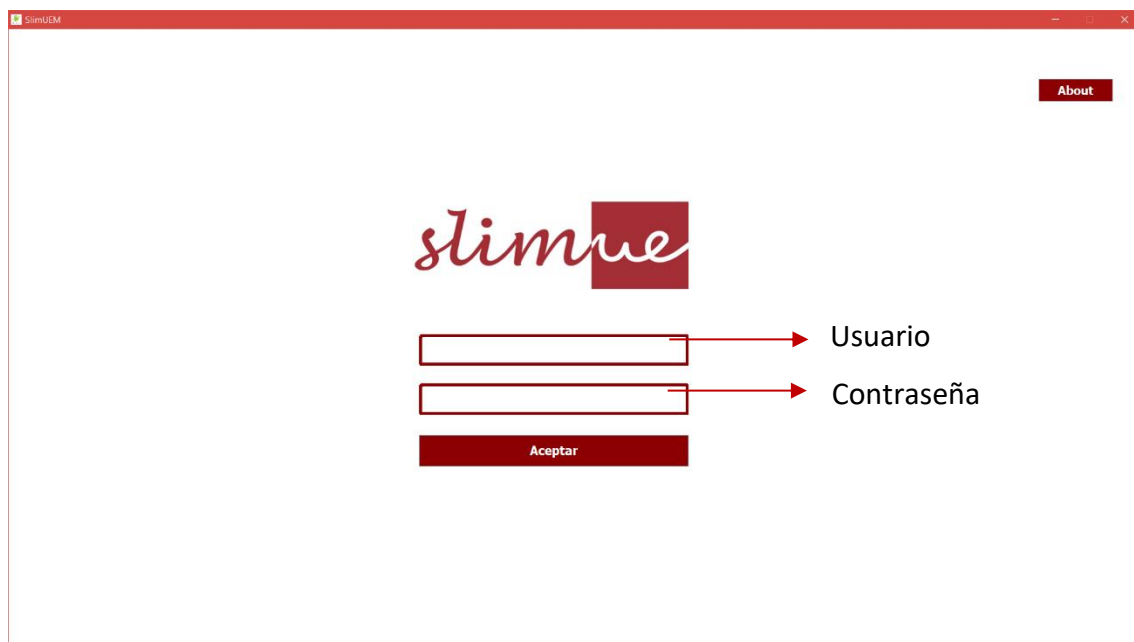 SlimUEM
About
slimue
Usuario
Contraseña
Aceptar